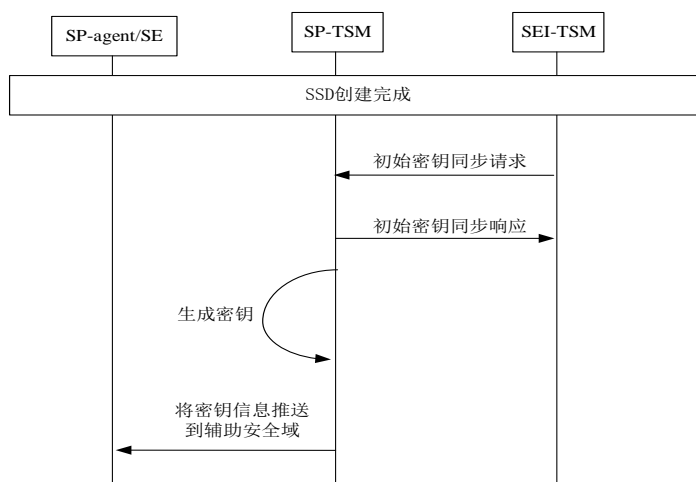 SP-agent/SE
SP-TSM
SEI-TSM
SSD创建完成
初始密钥同步请求
初始密钥同步响应
生成密钥
将密钥信息推送
到辅助安全域